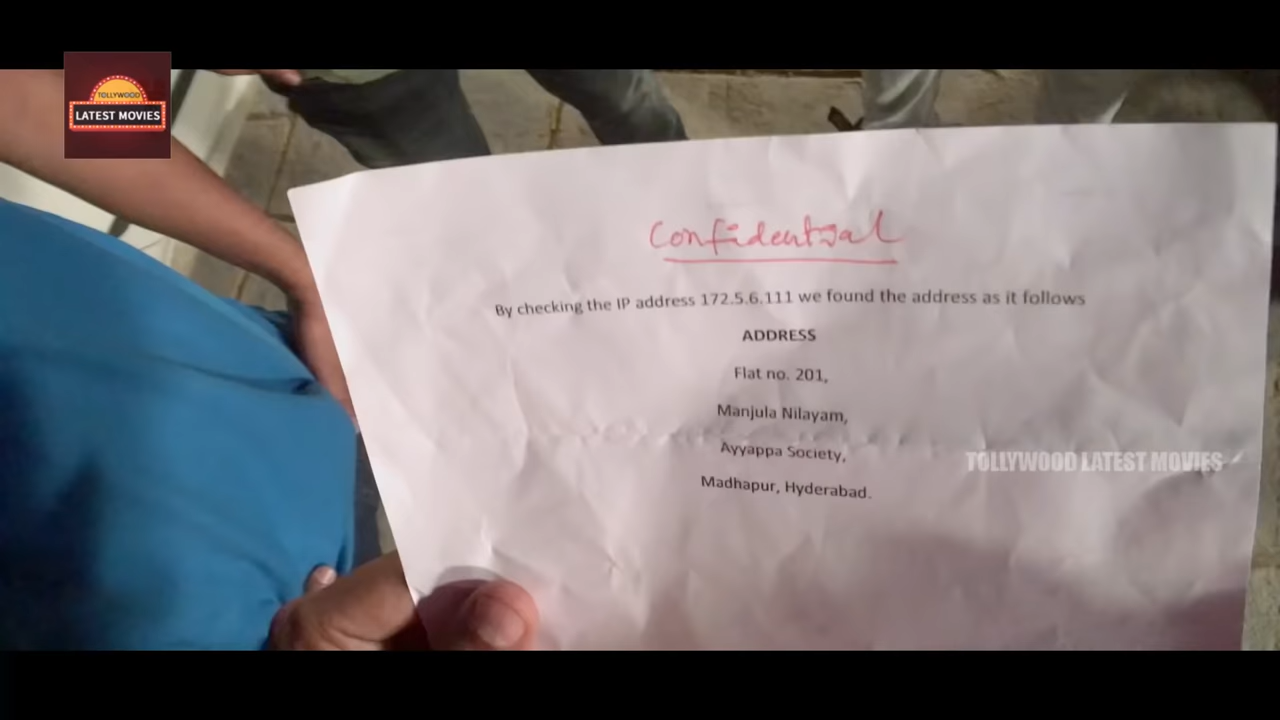 TOLLYWOOD
LATEST MOVIES
Confidential
By checking the IP address 172.5.6.111 we found the address as it follows
ADDRESS
Flat no. 201,
Manjula Nilayam,
Ayyappa Society,
Madhapur, Hyderabad.
TOLLYWOOD LATEST MOVIES